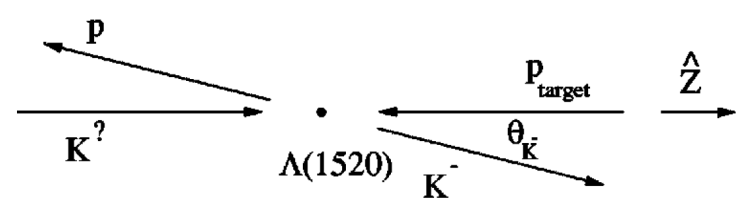 p
p_target
Ẑ
K^?
Λ(1520)
θ_K̄
K^-